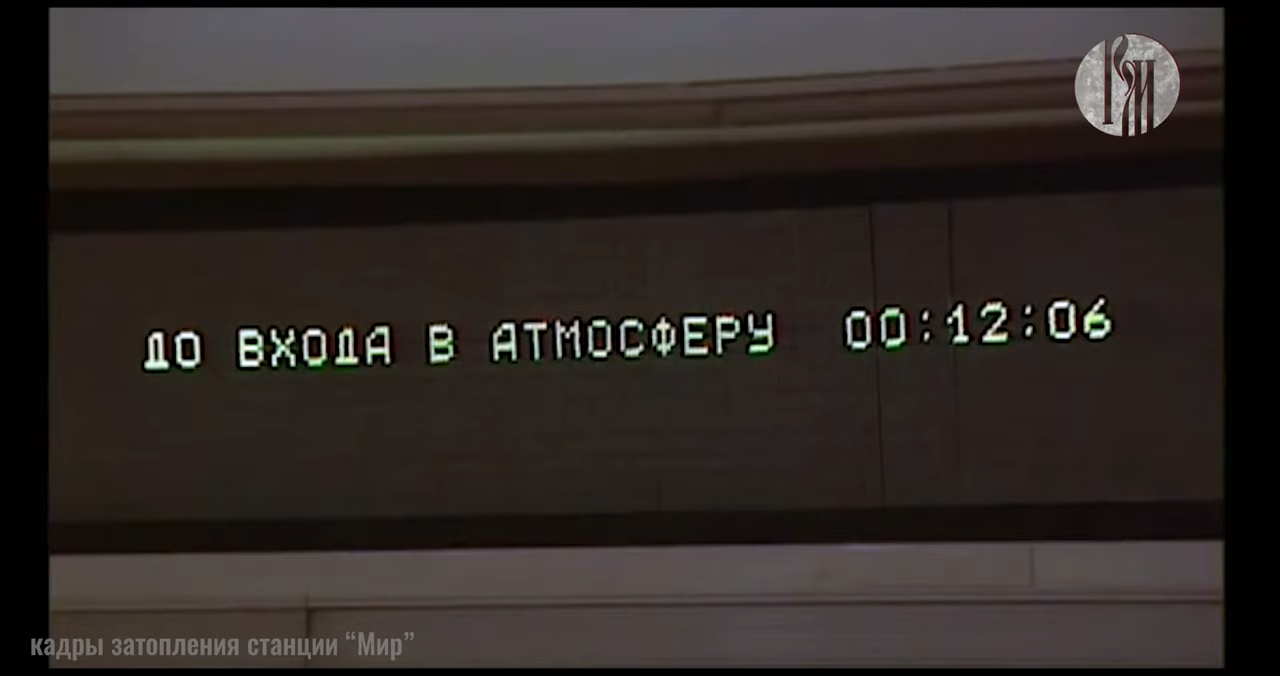 ДО ВХОДА В АТМОСФЕРУ 00:12:06
кадры затопления станции “Мир”